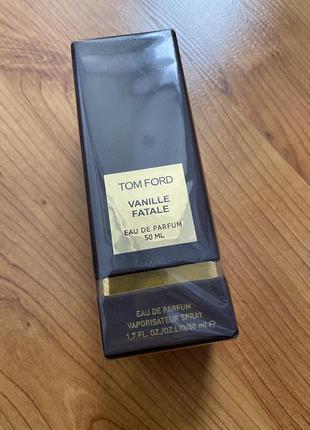 TOM FORD
VANILLE
FATALE
EAU DE PARFUM
50 ML
EAU DE PARFUM
VAPORISATEUR SPRAY
1,7 FL. OZ./OZ.LIQ/50 ml ℮